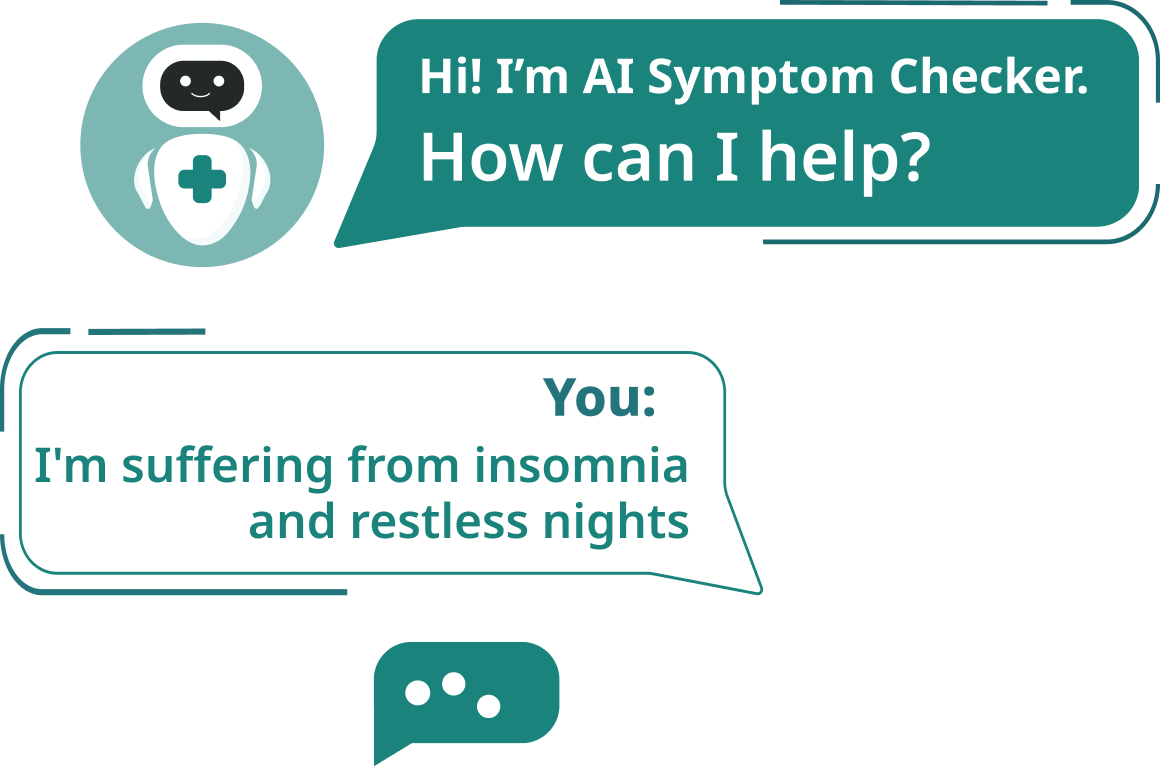 Hi! I’m AI Symptom Checker.
How can I help?
You:
I'm suffering from insomnia
and restless nights